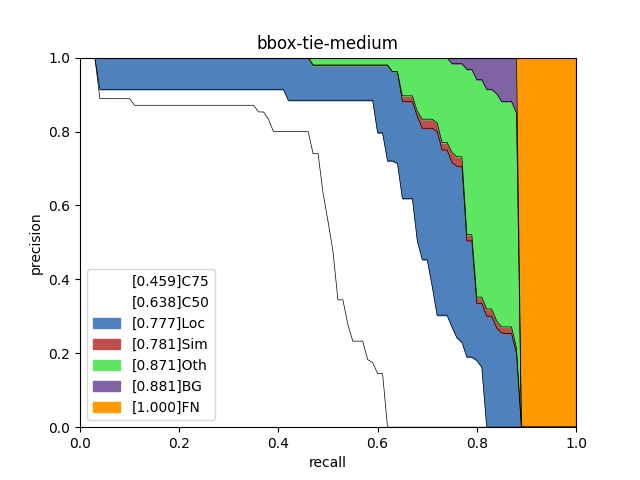 bbox-tie-medium
1.0
0.8
0.6
0.4
0.2
0.0
precision
[0.459]C75
[0.638]C50
[0.777]Loc
[0.781]Sim
[0.871]Oth
[0.881]BG
[1.000]FN
0.0 0.2 0.4 0.6 0.8 1.0
recall